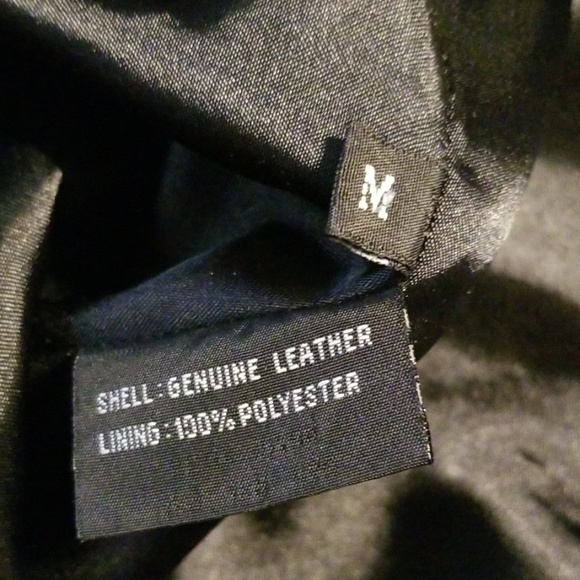 M
SHELL:GENUINE LEATHER
LINING:100% POLYESTER